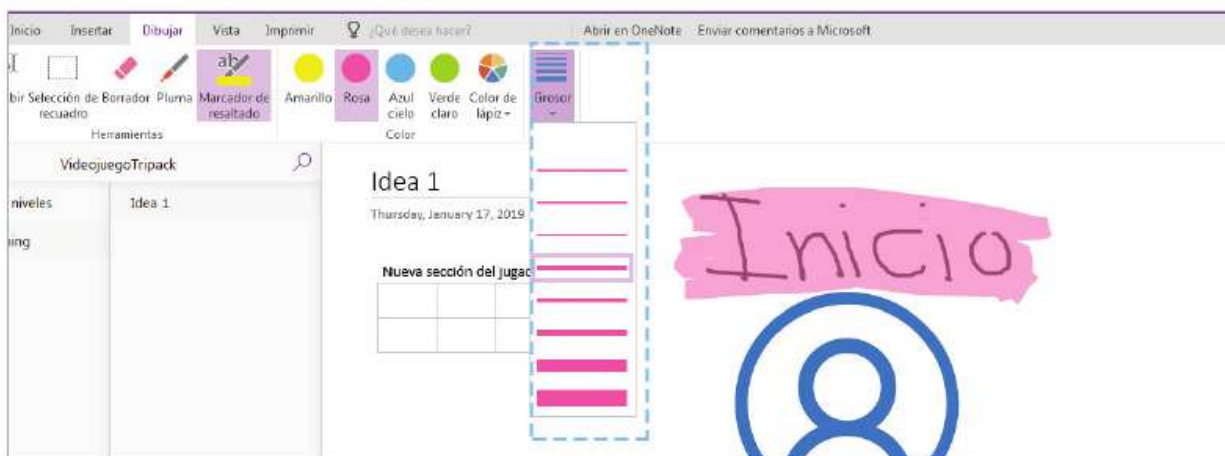 Inicio Insertar Dibujar Vista Imprimir ¿Qué desea hacer? Abrir en OneNote Enviar comentarios a Microsoft
bir Selección de recuadro Borrador Pluma Marcador de resaltado Amarillo Rosa Azul cielo Verde claro Color de lápiz Grosor
Herramientas Color
VideojuegoTripack
niveles Idea 1
ing
Idea 1
Thursday, January 17, 2019
Nueva sección del jugad
Inicio